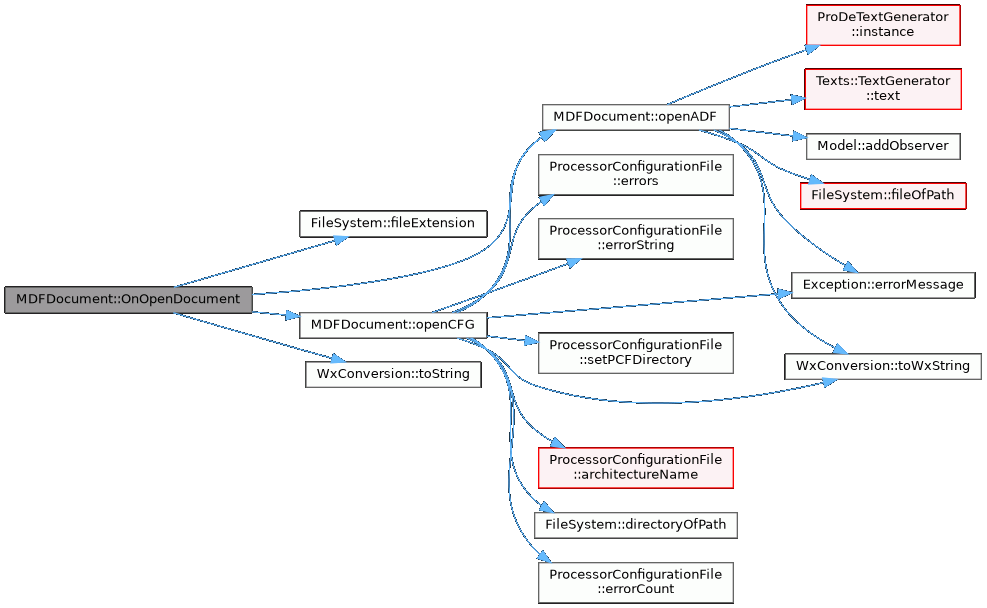 ProDeTextGenerator
::instance
Texts::TextGenerator
::text
MDFDocument::openADF
Model::addObserver
ProcessorConfigurationFile
::errors
FileSystem::fileOfPath
FileSystem::fileExtension
ProcessorConfigurationFile
::errorString
Exception::errorMessage
MDFDocument::OnOpenDocument
MDFDocument::openCFG
ProcessorConfigurationFile
::setPCFDirectory
WxConversion::toWxString
WxConversion::toString
ProcessorConfigurationFile
::architectureName
FileSystem::directoryOfPath
ProcessorConfigurationFile
::errorCount